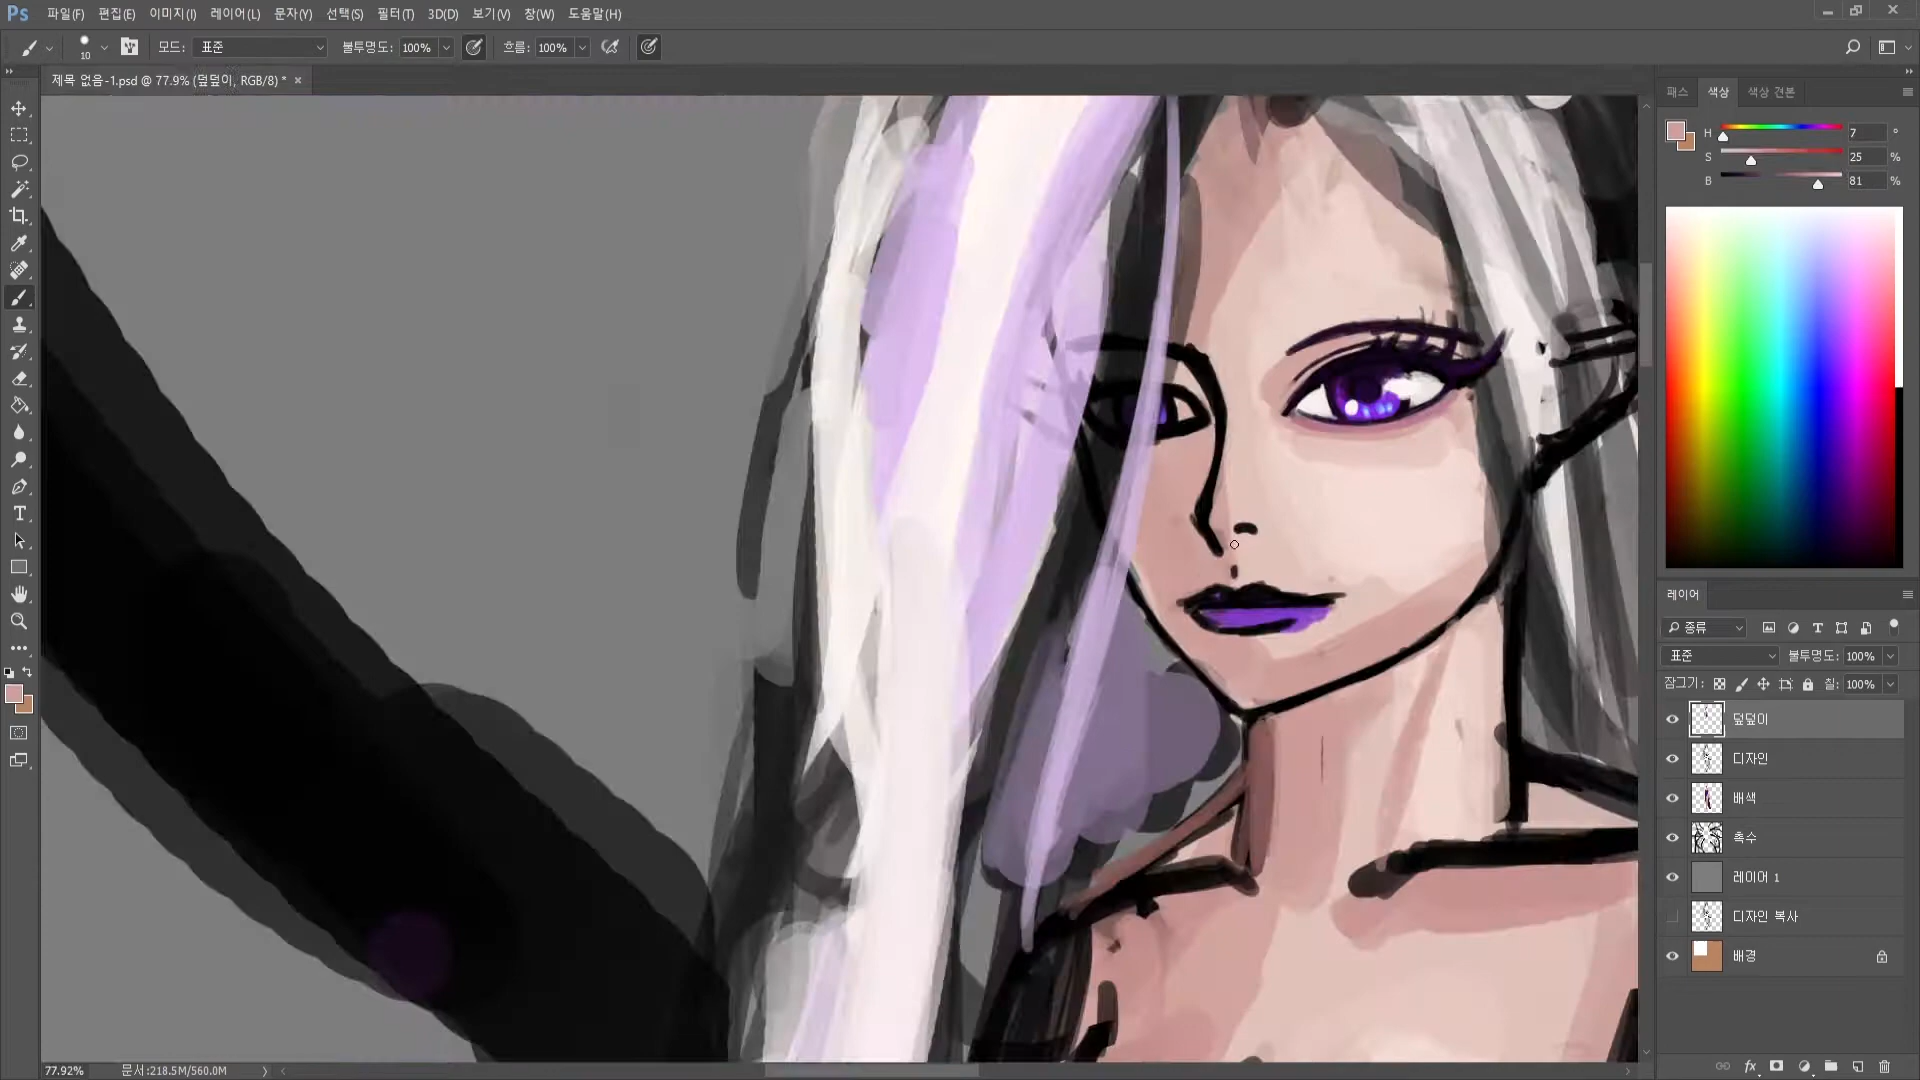 Ps 파일(F) 편집(E) 이미지(I) 레이어(L) 문자(Y) 선택(S) 필터(T) 3D(D) 보기(V) 창(W) 도움말(H)
10 모드: 표준 불투명도: 100% 흐름: 100%
제목 없음-1.psd @ 77.9% (덮덮이, RGB/8) * ×
패스 색상 색상 견본
H 7 °
S 25 %
B 81 %
레이어
종류 T
표준 불투명도: 100%
잠그기: 칠: 100%
덮덮이
디자인
배색
촉수
레이어 1
디자인 복사
배경
77.92% 문서:218.5M/560.0M
fx